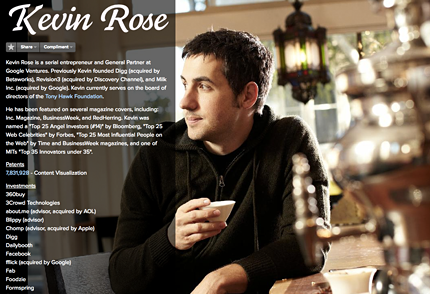 Kevin Rose
Share
Compliment
Kevin Rose is a serial entrepreneur and General Partner at
Google Ventures. Previously Kevin founded Digg (acquired by
Betaworks), Revision3 (acquired by Discovery Channel), and Milk
Inc. (acquired by Google). Kevin currently serves on the board of
directors of the Tony Hawk Foundation.
He has been featured on several magazine covers, including:
Inc. Magazine, BusinessWeek, and RedHerring. Kevin was
named a "Top 25 Angel Investors (#14)" by Bloomberg, "Top 25
Web Celebrities" by Forbes, "Top 25 Most Influential People on
the Web" by Time and BusinessWeek magazines, and one of
MITs "Top 35 Innovators under 35".
Patents
7,831,928 - Content Visualization
Investments
360buy
3Crowd Technologies
about.me (advisor, acquired by AOL)
Blippy (advisor)
Chomp (advisor, acquired by Apple)
Digg
Dailybooth
Facebook
fflick (acquired by Google)
Fab
Foodzie
Formspring